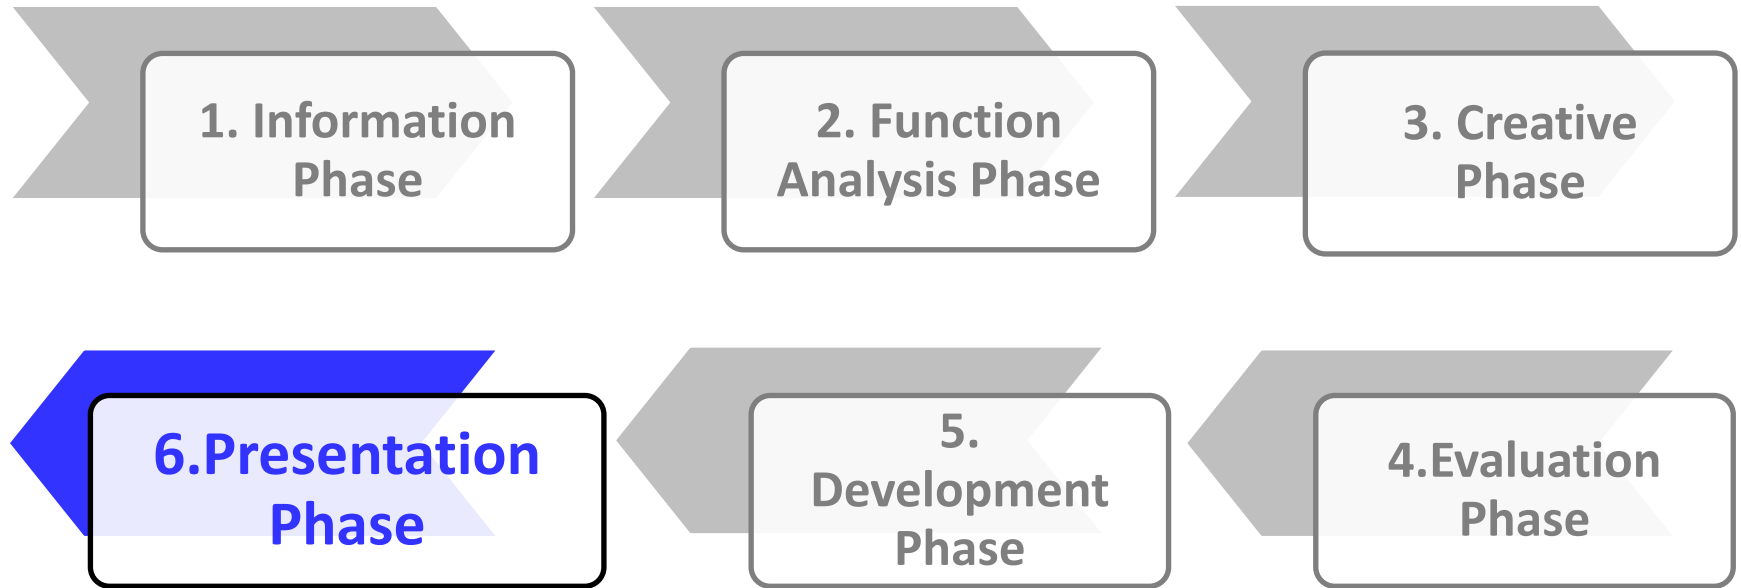 1. Information
Phase
2. Function
Analysis Phase
3. Creative
Phase
6.Presentation
Phase
5.
Development
Phase
4.Evaluation
Phase